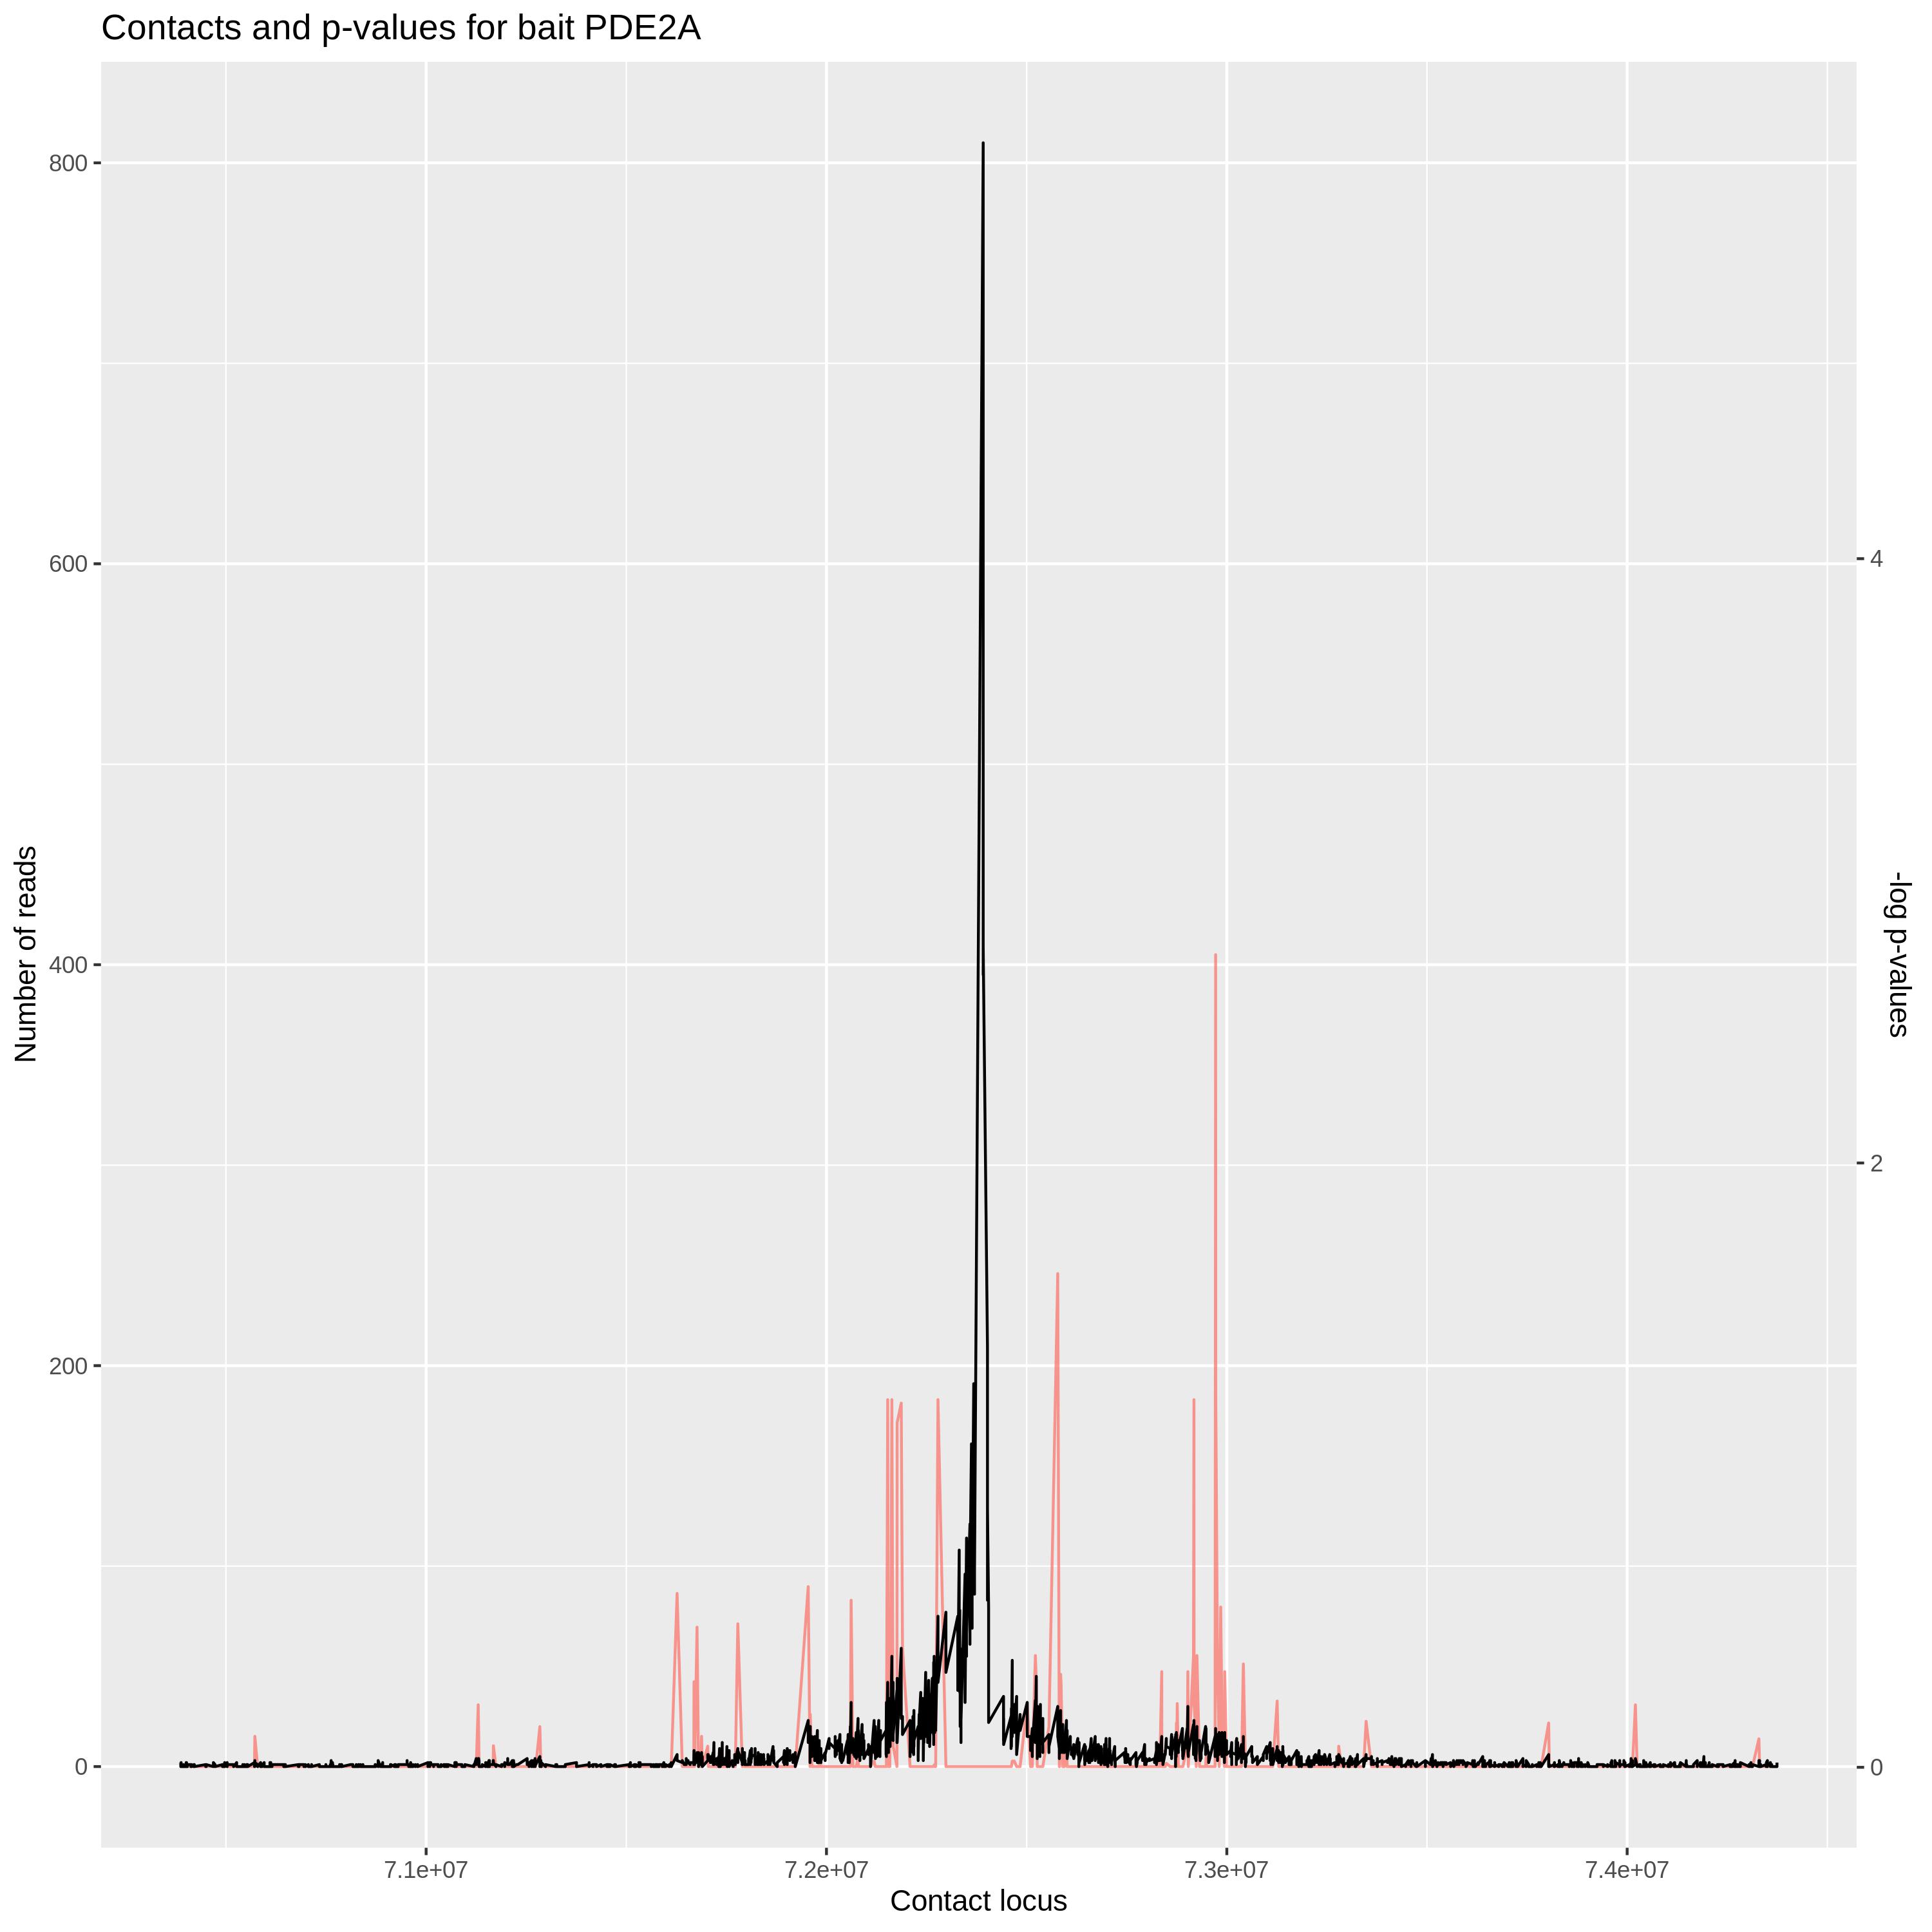 Contacts and p-values for bait PDE2A
800
600
400
200
0
Number of reads
4
2
0
-log p-values
7.1e+07
7.2e+07
7.3e+07
7.4e+07
Contact locus